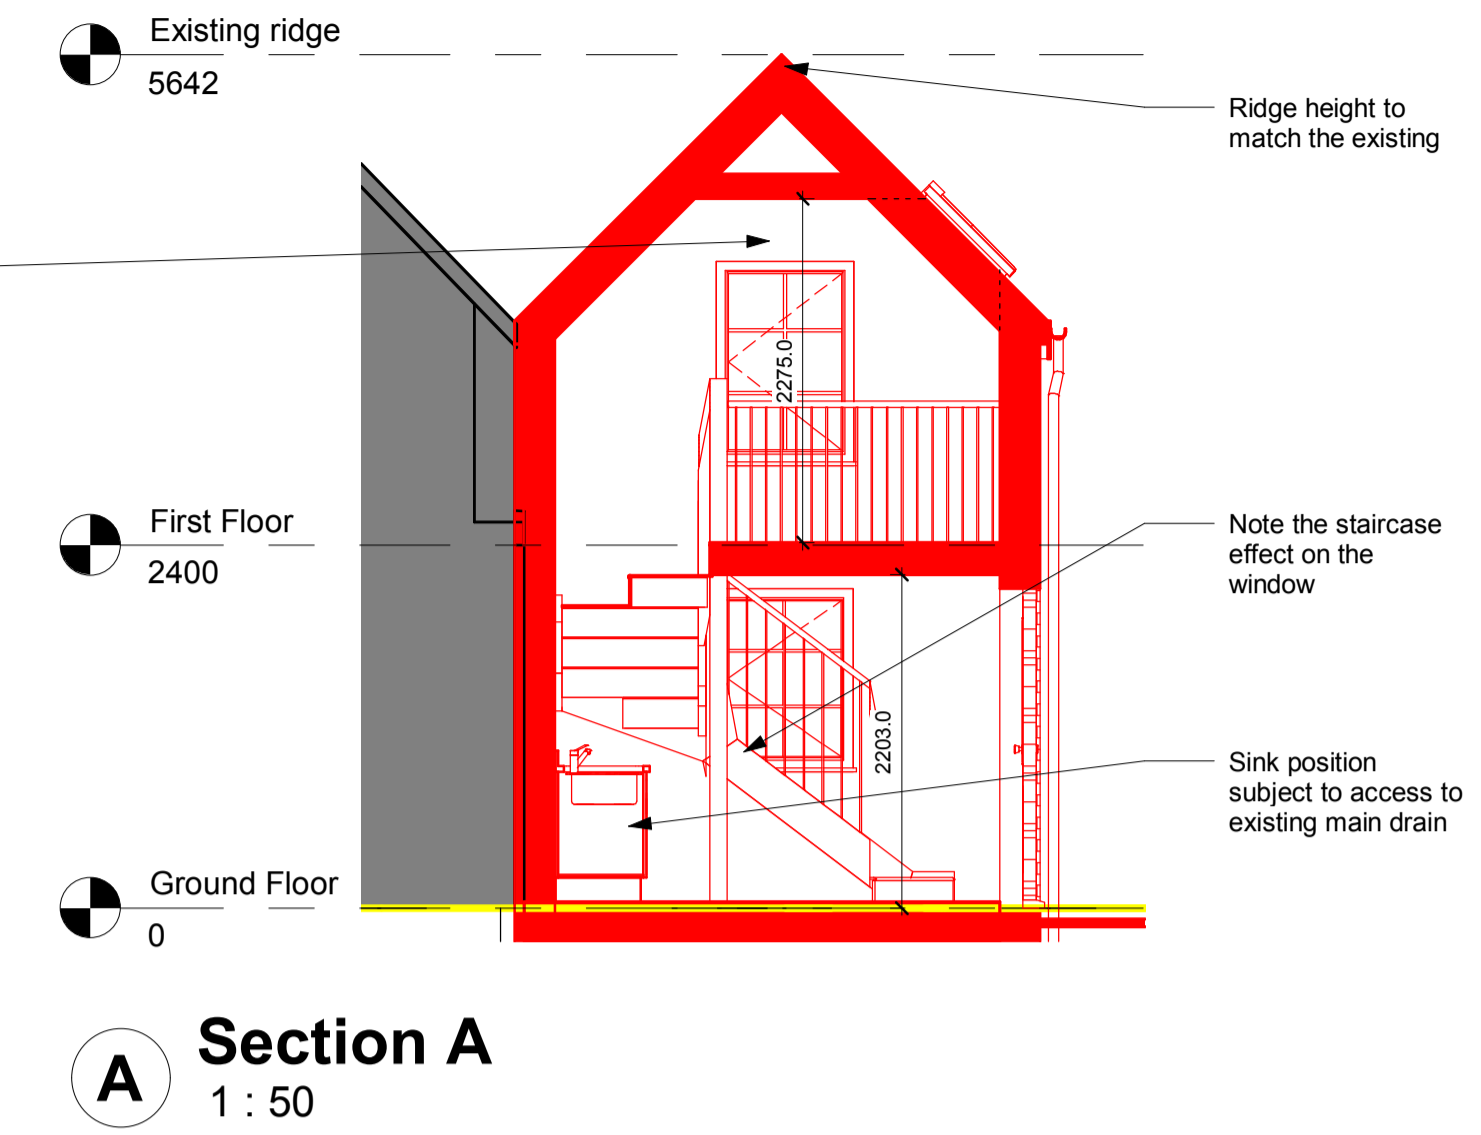 Existing ridge
5642
Ridge height to
match the existing
2275.0
First Floor
2400
Note the staircase
effect on the
window
2203.0
Sink position
subject to access to
existing main drain
Ground Floor
0
A
Section A
1 : 50